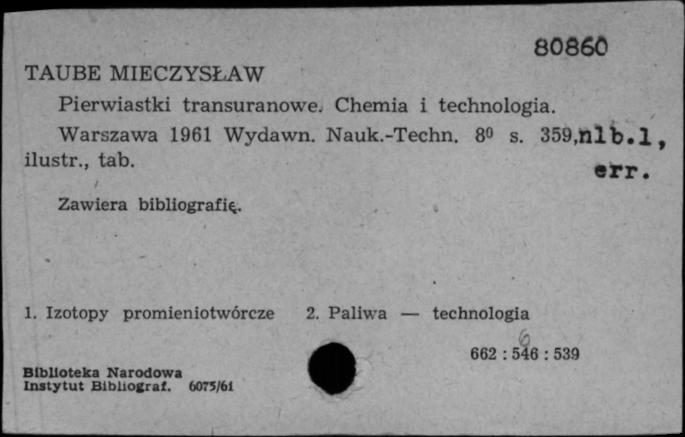 80860
TAUBE MIECZYSŁAW
Pierwiastki transuranowe. Chemia i technologia.
Warszawa 1961 Wydawn. Nauk.-Techn. 8⁰ s. 359,nlb.1,
ilustr., tab. err.
Zawiera bibliografię.
1. Izotopy promieniotwórcze 2. Paliwa — technologia
6
662 : 546 : 539
Biblioteka Narodowa
Instytut Bibliograf. 6075/61